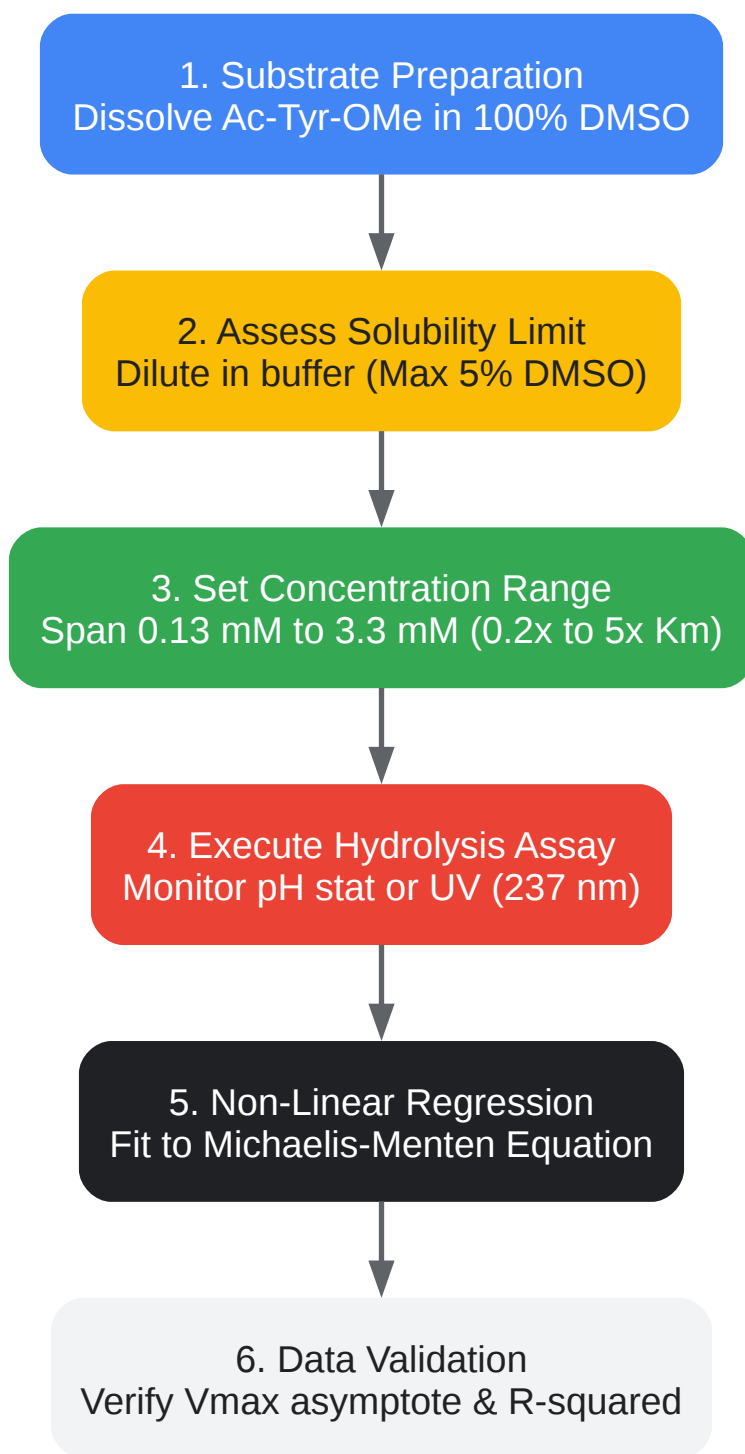 1. Substrate Preparation
Dissolve Ac-Tyr-OMe in 100% DMSO
2. Assess Solubility Limit
Dilute in buffer (Max 5% DMSO)
3. Set Concentration Range
Span 0.13 mM to 3.3 mM (0.2x to 5x Km)
4. Execute Hydrolysis Assay
Monitor pH stat or UV (237 nm)
5. Non-Linear Regression
Fit to Michaelis-Menten Equation
6. Data Validation
Verify Vmax asymptote & R-squared